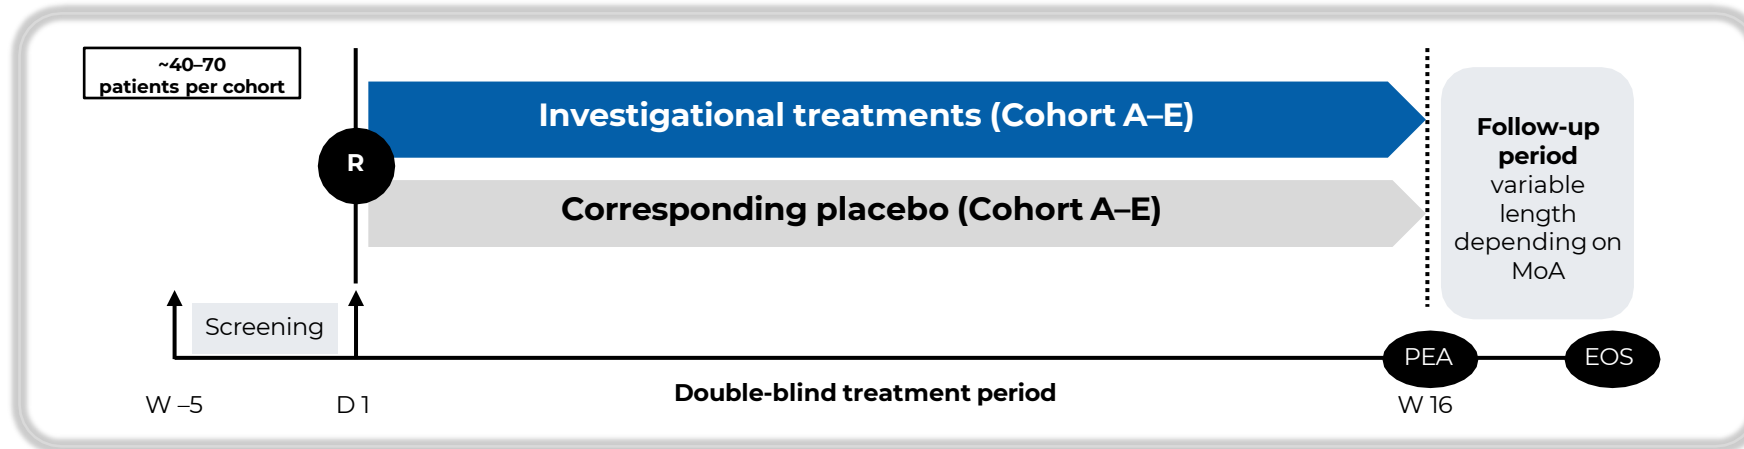 ~40–70
patients per cohort
R
Investigational treatments (Cohort A–E)
Corresponding placebo (Cohort A–E)
Follow-up
period
variable
length
depending on
MoA
Screening
PEA
EOS
W –5
D 1
Double-blind treatment period
W 16